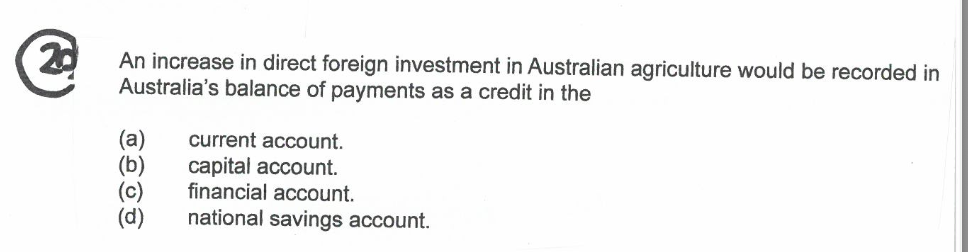 20
An increase in direct foreign investment in Australian agriculture would be recorded in
Australia's balance of payments as a credit in the
(a) current account.
(b) capital account.
(c) financial account.
(d) national savings account.